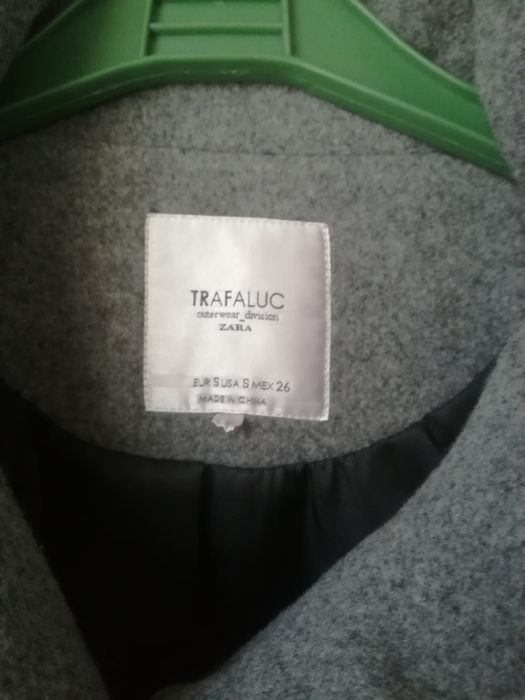 TRAFALUC
outerwear_division
ZARA
EUR S USA S MEX 26
MADE IN CHINA